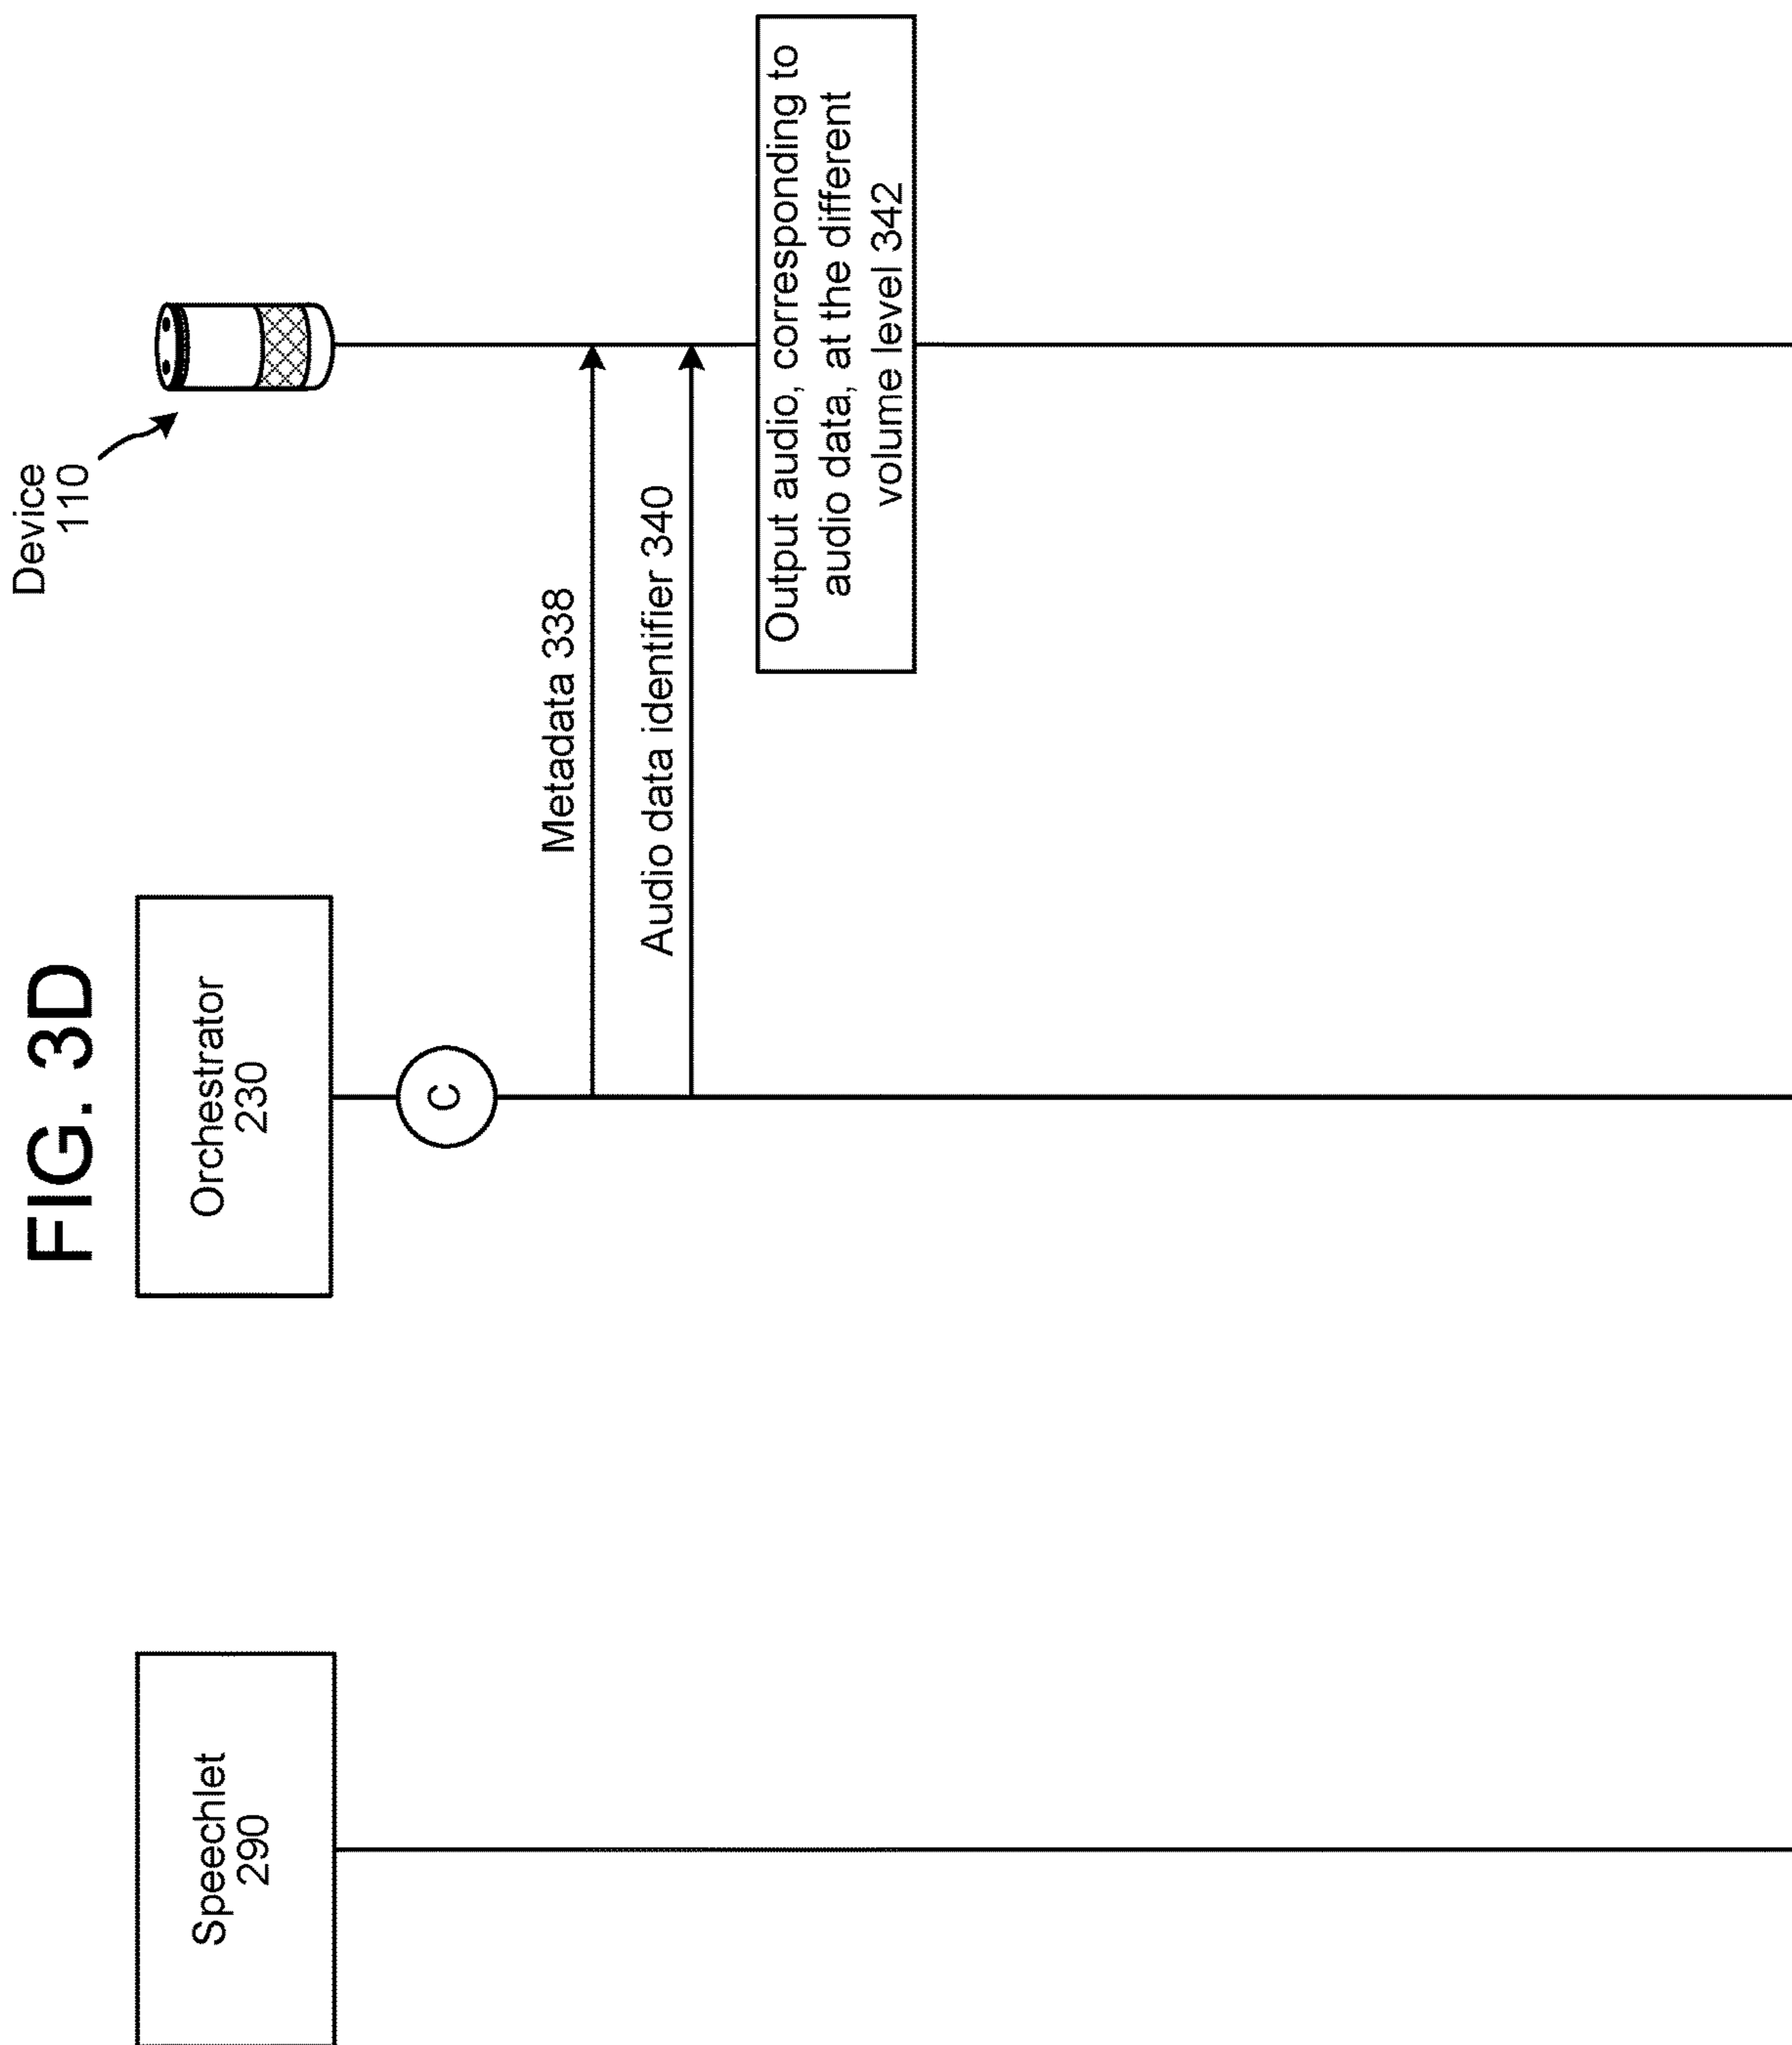 FIG. 3D
Device
110
Orchestrator
230
Speechlet
290
C
Metadata 338
Audio data identifier 340
Output audio, corresponding to
audio data, at the different
volume level 342